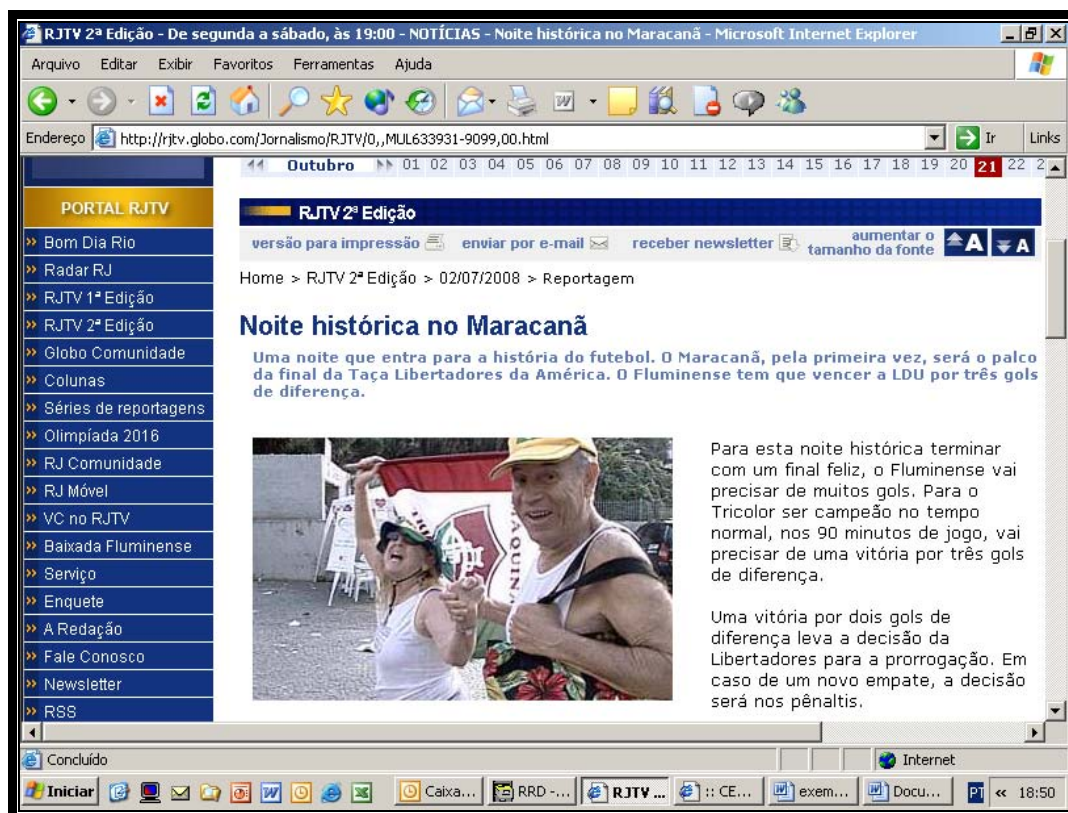 RJTV 2ª Edição - De segunda a sábado, às 19:00 - NOTÍCIAS - Noite histórica no Maracanã - Microsoft Internet Explorer
Arquivo Editar Exibir Favoritos Ferramentas Ajuda
Endereço http://rjtv.globo.com/Jornalismo/RJTV/0,,MUL633931-9099,00.html Ir Links
Outubro 01 02 03 04 05 06 07 08 09 10 11 12 13 14 15 16 17 18 19 20 21 22 2
PORTAL RJTV
» Bom Dia Rio
» Radar RJ
» RJTV 1ª Edição
» RJTV 2ª Edição
» Globo Comunidade
» Colunas
» Séries de reportagens
» Olimpíada 2016
» RJ Comunidade
» RJ Móvel
» VC no RJTV
» Baixada Fluminense
» Serviço
» Enquete
» A Redação
» Fale Conosco
» Newsletter
» RSS
RJTV 2ª Edição
versão para impressão enviar por e-mail receber newsletter aumentar o
tamanho da fonte A A
Home > RJTV 2ª Edição > 02/07/2008 > Reportagem
Noite histórica no Maracanã
Uma noite que entra para a história do futebol. O Maracanã, pela primeira vez, será o palco
da final da Taça Libertadores da América. O Fluminense tem que vencer a LDU por três gols
de diferença.
Para esta noite histórica terminar
com um final feliz, o Fluminense vai
precisar de muitos gols. Para o
Tricolor ser campeão no tempo
normal, nos 90 minutos de jogo, vai
precisar de uma vitória por três gols
de diferença.
Uma vitória por dois gols de
diferença leva a decisão da
Libertadores para a prorrogação. Em
caso de um novo empate, a decisão
será nos pênaltis.
Concluído Internet
Iniciar Caixa... RRD -... RJTV ... :: CE... exem... Docu... PT « 18:50